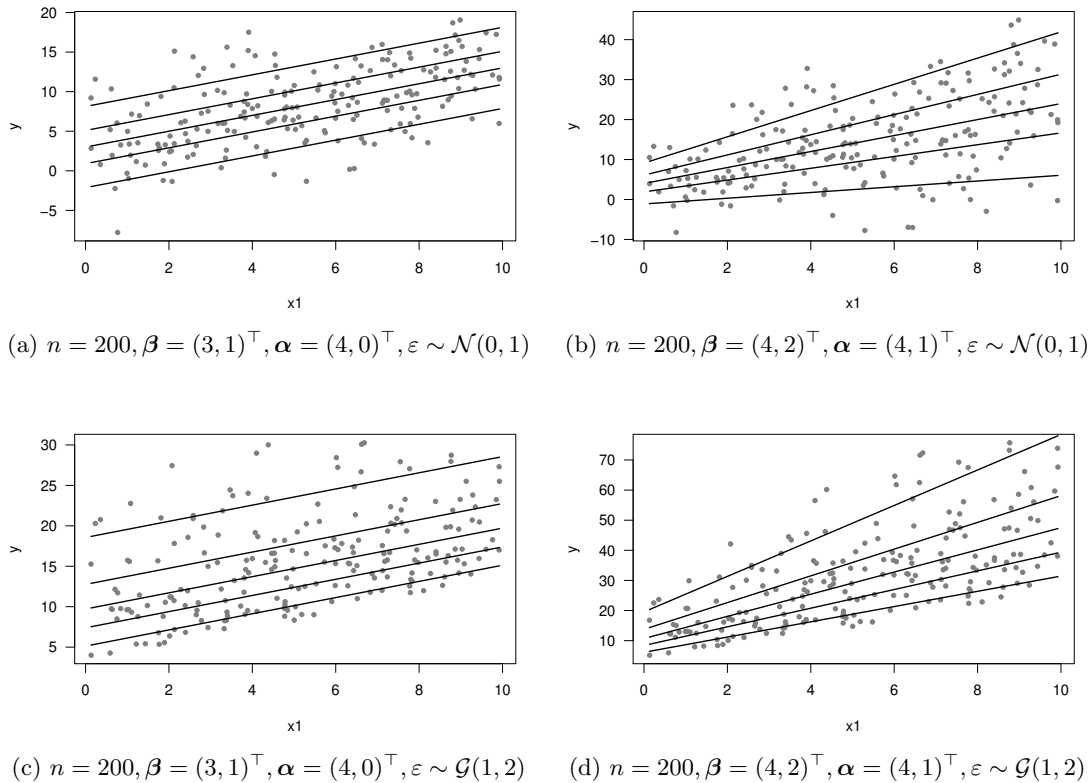 20
15
10
5
0
−5
y
0 2 4 6 8 10
x1
(a) n = 200, β = (3, 1)⊤, α = (4, 0)⊤, ε ∼ N(0, 1)
40
30
20
10
0
−10
y
0 2 4 6 8 10
x1
(b) n = 200, β = (4, 2)⊤, α = (4, 1)⊤, ε ∼ N(0, 1)
30
25
20
15
10
5
y
0 2 4 6 8 10
x1
(c) n = 200, β = (3, 1)⊤, α = (4, 0)⊤, ε ∼ G(1, 2)
70
60
50
40
30
20
10
y
0 2 4 6 8 10
x1
(d) n = 200, β = (4, 2)⊤, α = (4, 1)⊤, ε ∼ G(1, 2)